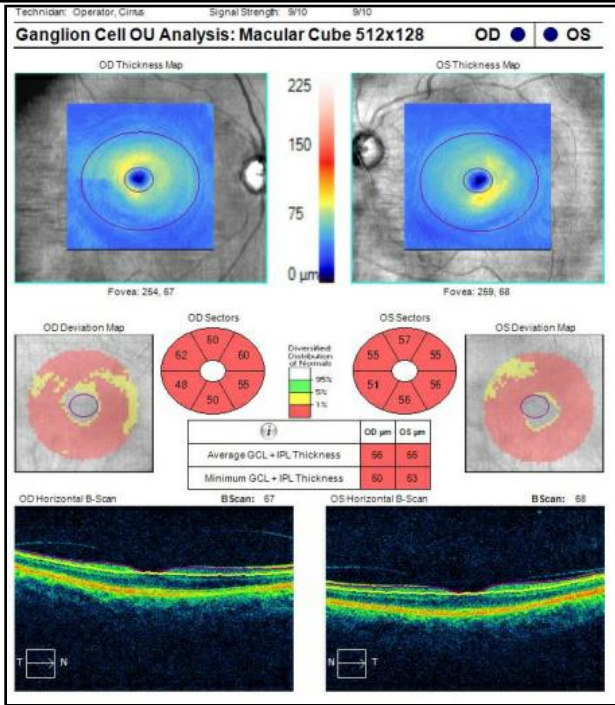 Technician: Operator, Cirrus Signal Strength: 9/10 9/10
Ganglion Cell OU Analysis: Macular Cube 512x128 OD OS
OD Thickness Map OS Thickness Map
225
150
75
0 µm
Fovea: 254, 67 Fovea: 259, 68
OD Deviation Map OD Sectors OS Sectors OS Deviation Map
60
62 60
48 55
50
Diversified:
Distribution
of Normals
95%
5%
1%
57
55 55
51 56
56
OD µm OS µm
Average GCL + IPL Thickness 56 55
Minimum GCL + IPL Thickness 50 53
OD Horizontal B-Scan BScan: 67 OS Horizontal B-Scan BScan: 68
T N N T